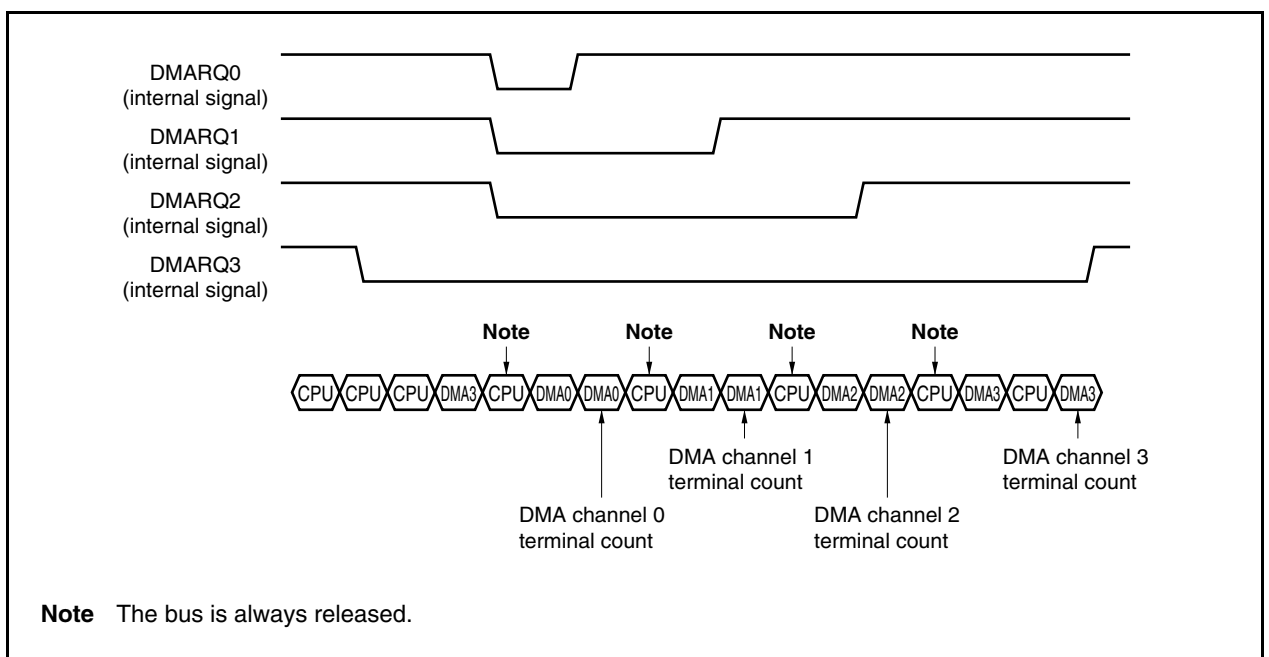 DMARQ0
(internal signal)
DMARQ1
(internal signal)
DMARQ2
(internal signal)
DMARQ3
(internal signal)
Note Note Note Note
CPU CPU CPU DMA3 CPU DMA0 DMA0 CPU DMA1 DMA1 CPU DMA2 DMA2 CPU DMA3 CPU DMA3
DMA channel 1
terminal count
DMA channel 3
terminal count
DMA channel 0
terminal count
DMA channel 2
terminal count
Note The bus is always released.